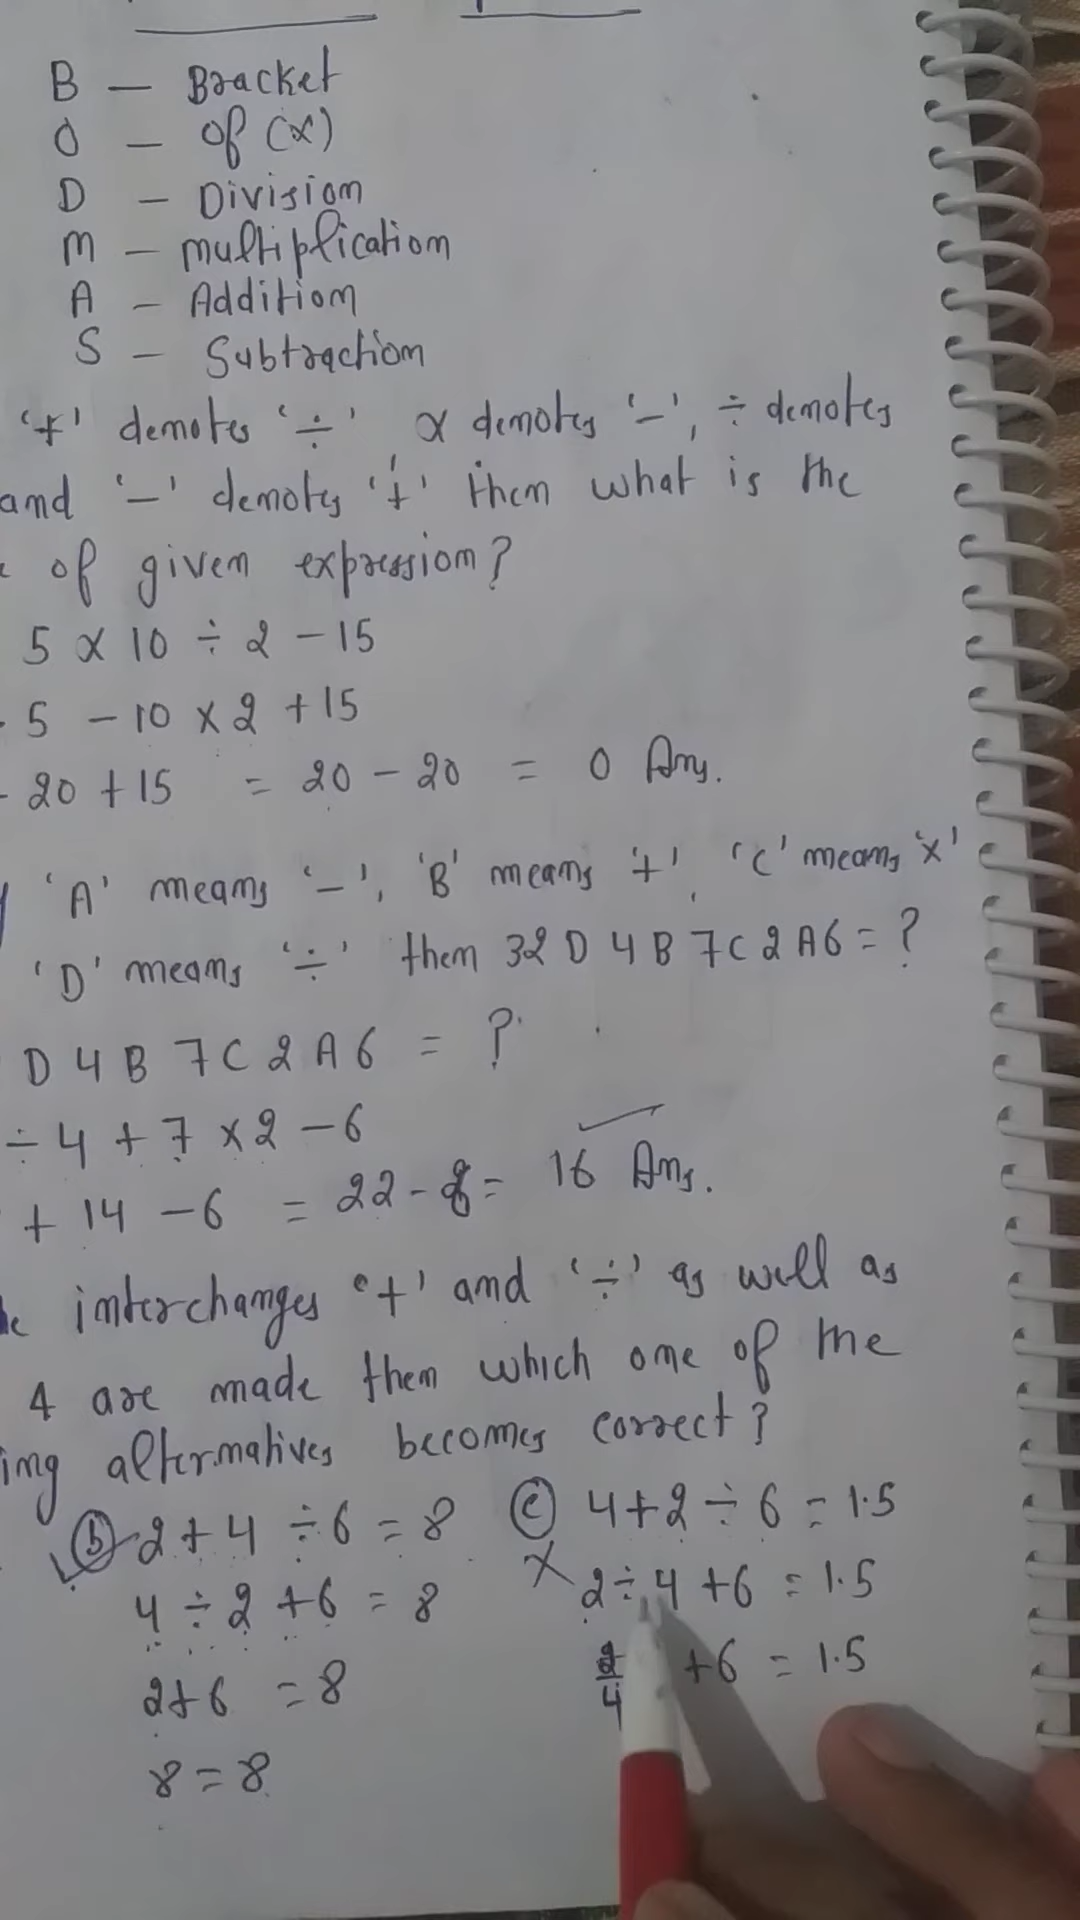 B — Bracket
O — of (×)
D — Division
M — multiplication
A — Addition
S — Subtraction
'+' denotes '÷' × denotes '-', ÷ denotes
and '-' denotes '+' then what is the
of given expression?
5 × 10 ÷ 2 - 15
5 - 10 × 2 + 15
- 20 + 15 = 20 - 20 = 0 Ans.
'A' means '-', 'B' means '+', 'C' means '×'
'D' means '÷' then 32 D 4 B 7 C 2 A 6 = ?
D 4 B 7 C 2 A 6 = ?
÷ 4 + 7 × 2 - 6
+ 14 - 6 = 22 - 6 = 16 Ans.
interchanges '+' and '÷' as well as
4 are made then which one of the
ing alternatives becomes correct?
(b) 2 + 4 ÷ 6 = 8 (c) 4 + 2 ÷ 6 = 1.5
4 ÷ 2 + 6 = 8 × 2 ÷ 4 + 6 = 1.5
2 + 6 = 8 2/4 + 6 = 1.5
8 = 8